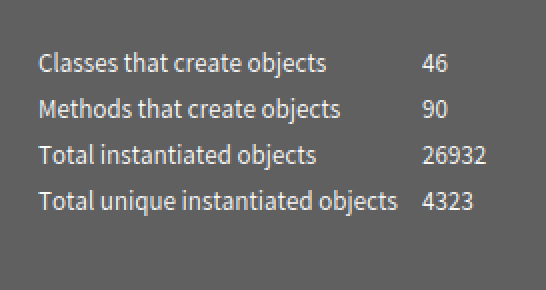 Classes that create objects 46
Methods that create objects 90
Total instantiated objects 26932
Total unique instantiated objects 4323